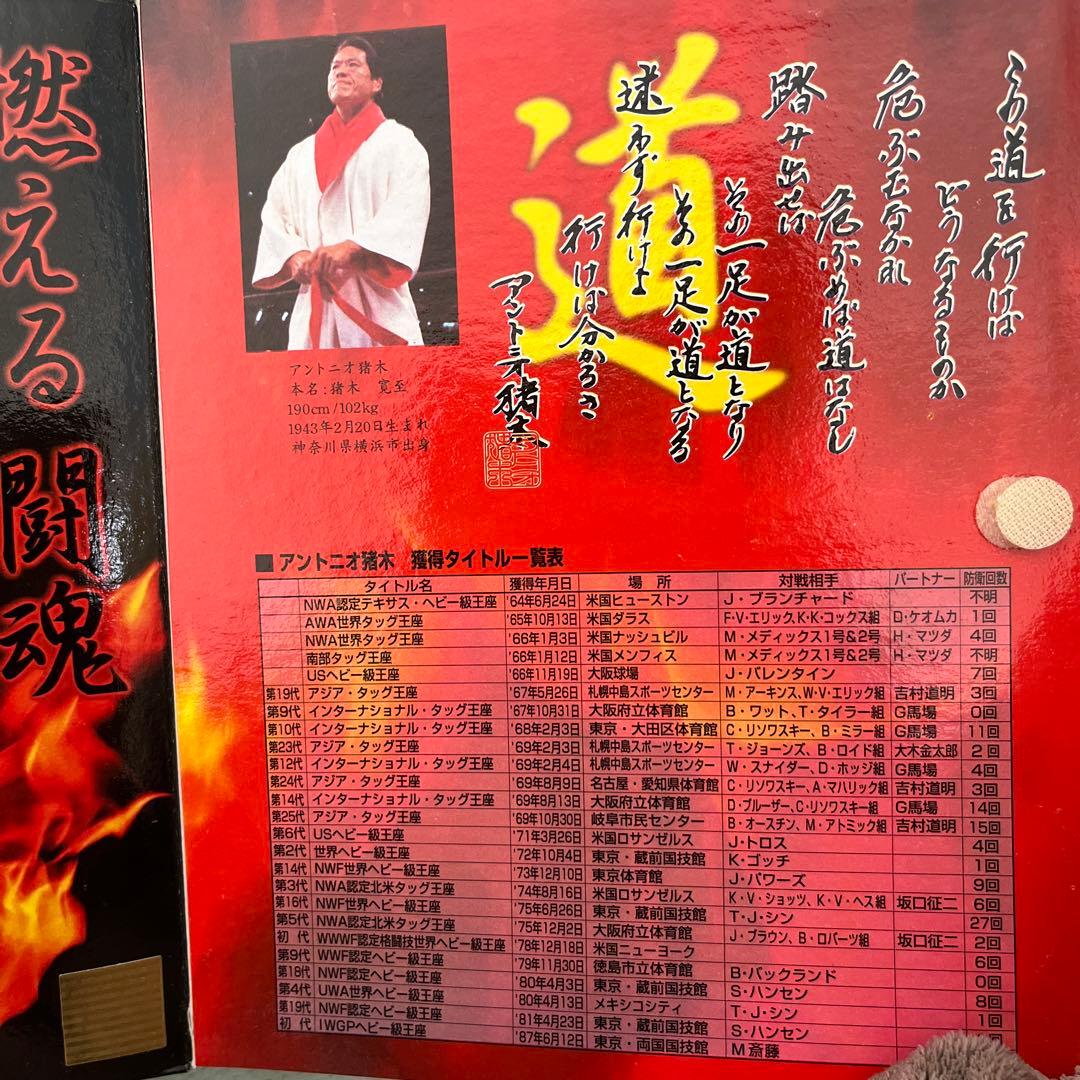 燃える闘魂
道
この道を行けば
どうなるものか
危ぶむなかれ
危ぶめば道はなし
踏み出せば
その一足が道となり
その一足が道となる
迷わず行けよ
行けば分かるさ
アントニオ猪木
アントニオ猪木
本名:猪木 寛至
190cm/102kg
1943年2月20日生まれ
神奈川県横浜市出身
■ アントニオ猪木 獲得タイトル一覧表
タイトル名 獲得年月日 場所 対戦相手 パートナー 防衛回数
NWA認定テキサス・ヘビー級王座 '64年6月24日 米国ヒューストン J・ブランチャード 不明
AWA世界タッグ王座 '65年10月13日 米国ダラス F・V・エリック,K・K・コックス組 D・ケオムカ 1回
NWA世界タッグ王座 '66年1月3日 米国ナッシュビル M・メディックス1号&2号 H・マツダ 4回
南部タッグ王座 '66年1月12日 米国メンフィス M・メディックス1号&2号 H・マツダ 不明
USヘビー級王座 '66年11月19日 大阪球場 J・バレンタイン 7回
第19代 アジア・タッグ王座 '67年5月26日 札幌中島スポーツセンター M・アーキンス,W・V・エリック組 吉村道明 3回
第9代 インターナショナル・タッグ王座 '67年10月31日 大阪府立体育館 B・ワット、T・タイラー組 G馬場 0回
第10代 インターナショナル・タッグ王座 '68年2月3日 東京・大田区体育館 C・リソワスキー、B・ミラー組 G馬場 11回
第23代 アジア・タッグ王座 '69年2月3日 札幌中島スポーツセンター T・ジョーンズ、B・ロイド組 大木金太郎 2回
第12代 インターナショナル・タッグ王座 '69年2月4日 札幌中島スポーツセンター W・スナイダー、D・ホッジ組 G馬場 4回
第24代 アジア・タッグ王座 '69年8月9日 名古屋・愛知県体育館 C・リソワスキー、A・マハリック組 吉村道明 3回
第14代 インターナショナル・タッグ王座 '69年8月13日 大阪府立体育館 D・ブルーザー、C・リソワスキー組 G馬場 14回
第25代 アジア・タッグ王座 '69年10月30日 岐阜市民センター B・オースチン、M・アトミック組 吉村道明 15回
第6代 USヘビー級王座 '71年3月26日 米国ロサンゼルス J・トロス 4回
第2代 世界ヘビー級王座 '72年10月4日 東京・蔵前国技館 K・ゴッチ 1回
第14代 NWF世界ヘビー級王座 '73年12月10日 東京体育館 J・パワーズ 9回
第3代 NWA認定北米タッグ王座 '74年8月16日 米国ロサンゼルス K・V・ショッツ、K・V・ヘス組 坂口征二 6回
第16代 NWF世界ヘビー級王座 '75年6月26日 東京・蔵前国技館 T・J・シン 27回
第5代 NWA認定北米タッグ王座 '75年12月2日 大阪府立体育館 J・ブラウン、B・ロバーツ組 坂口征二 2回
初代 WWWF認定格闘技世界ヘビー級王座 '78年12月18日 米国ニューヨーク 6回
第9代 WWF認定ヘビー級王座 '79年11月30日 徳島市立体育館 B・バックランド 0回
第18代 NWF認定ヘビー級王座 '80年4月3日 東京・蔵前国技館 S・ハンセン 8回
第4代 UWA世界ヘビー級王座 '80年4月13日 メキシコシティ T・J・シン 1回
第19代 NWF認定ヘビー級王座 '81年4月23日 東京・蔵前国技館 S・ハンセン
初代 IWGPヘビー級王座 '87年6月12日 東京・両国国技館 M斎藤